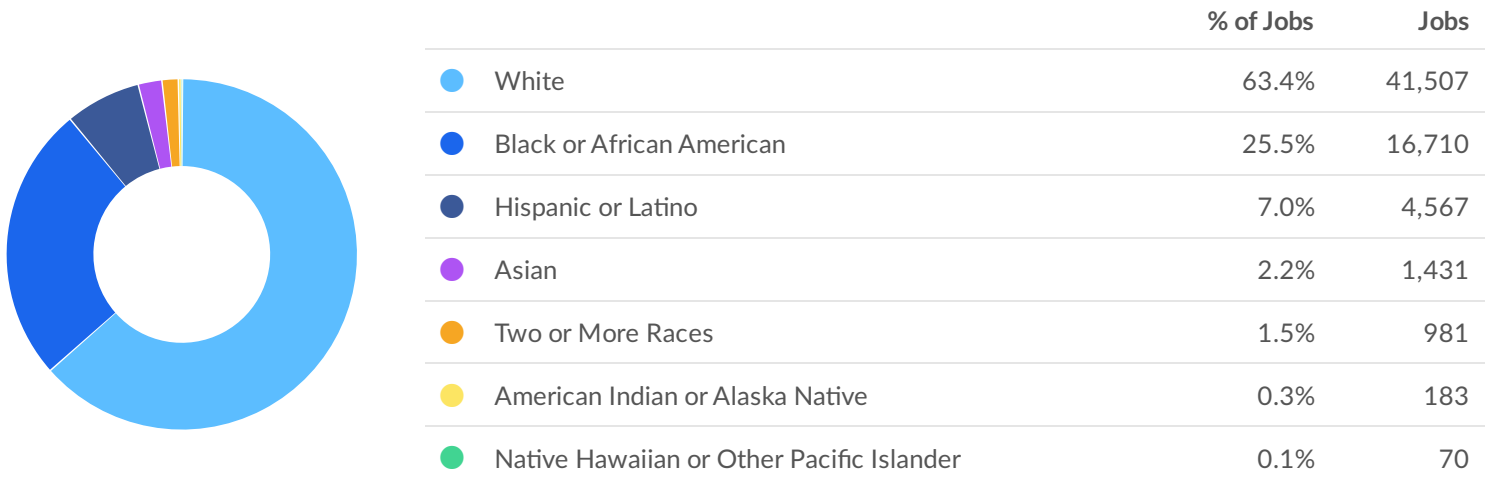 % of Jobs Jobs
White 63.4% 41,507
Black or African American 25.5% 16,710
Hispanic or Latino 7.0% 4,567
Asian 2.2% 1,431
Two or More Races 1.5% 981
American Indian or Alaska Native 0.3% 183
Native Hawaiian or Other Pacific Islander 0.1% 70